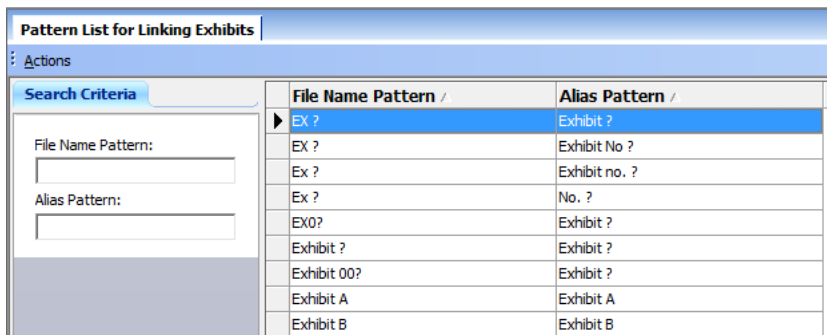 Pattern List for Linking Exhibits
Actions
Search Criteria
File Name Pattern:
Alias Pattern:
File Name Pattern Alias Pattern
EX ? Exhibit ?
EX ? Exhibit No ?
Ex ? Exhibit no. ?
Ex ? No. ?
EX0? Exhibit ?
Exhibit ? Exhibit ?
Exhibit 00? Exhibit ?
Exhibit A Exhibit A
Exhibit B Exhibit B